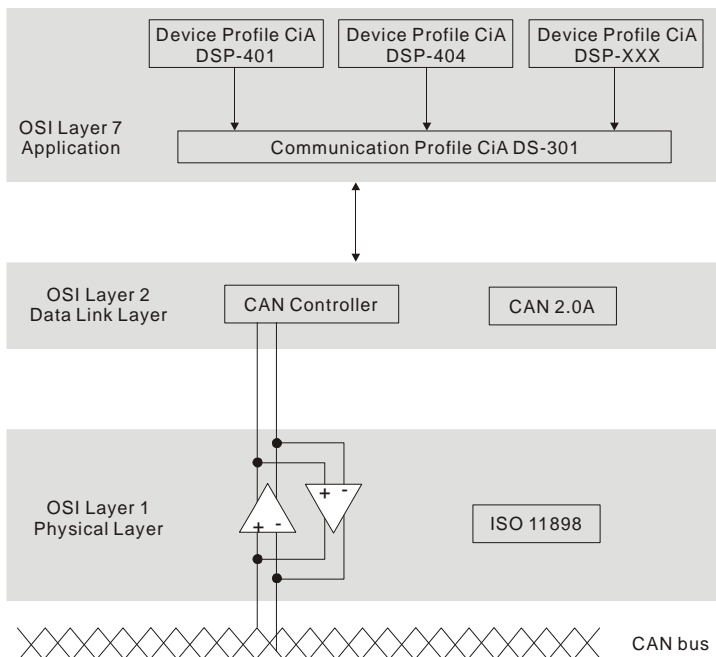 Device Profile CiA
DSP-401
Device Profile CiA
DSP-404
Device Profile CiA
DSP-XXX
OSI Layer 7
Application
Communication Profile CiA DS-301
OSI Layer 2
Data Link Layer
CAN Controller
CAN 2.0A
OSI Layer 1
Physical Layer
+ -
+ -
ISO 11898
CAN bus